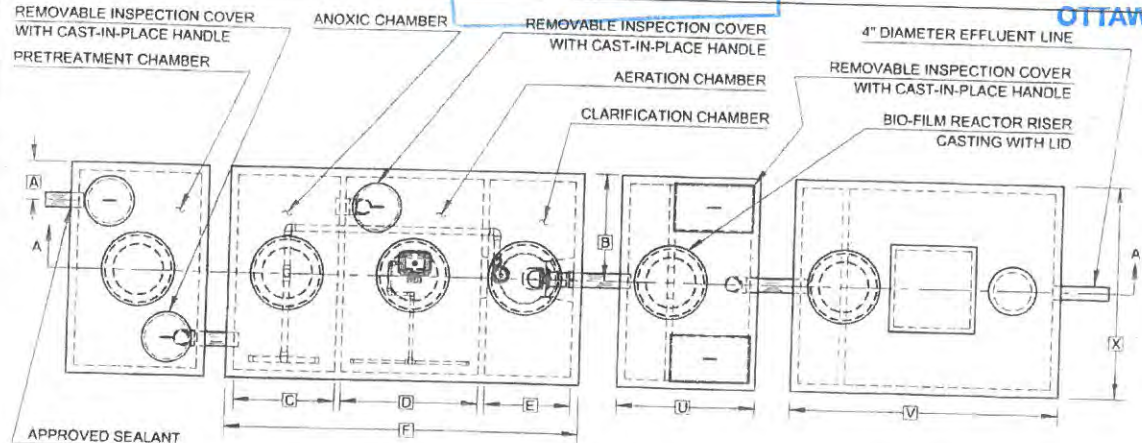 REMOVABLE INSPECTION COVER
WITH CAST-IN-PLACE HANDLE
PRETREATMENT CHAMBER
ANOXIC CHAMBER
REMOVABLE INSPECTION COVER
WITH CAST-IN-PLACE HANDLE
AERATION CHAMBER
CLARIFICATION CHAMBER
OTTAW
4" DIAMETER EFFLUENT LINE
REMOVABLE INSPECTION COVER
WITH CAST-IN-PLACE HANDLE
BIO-FILM REACTOR RISER
CASTING WITH LID
A
A
B
A
X
C
D
E
F
U
V
APPROVED SEALANT